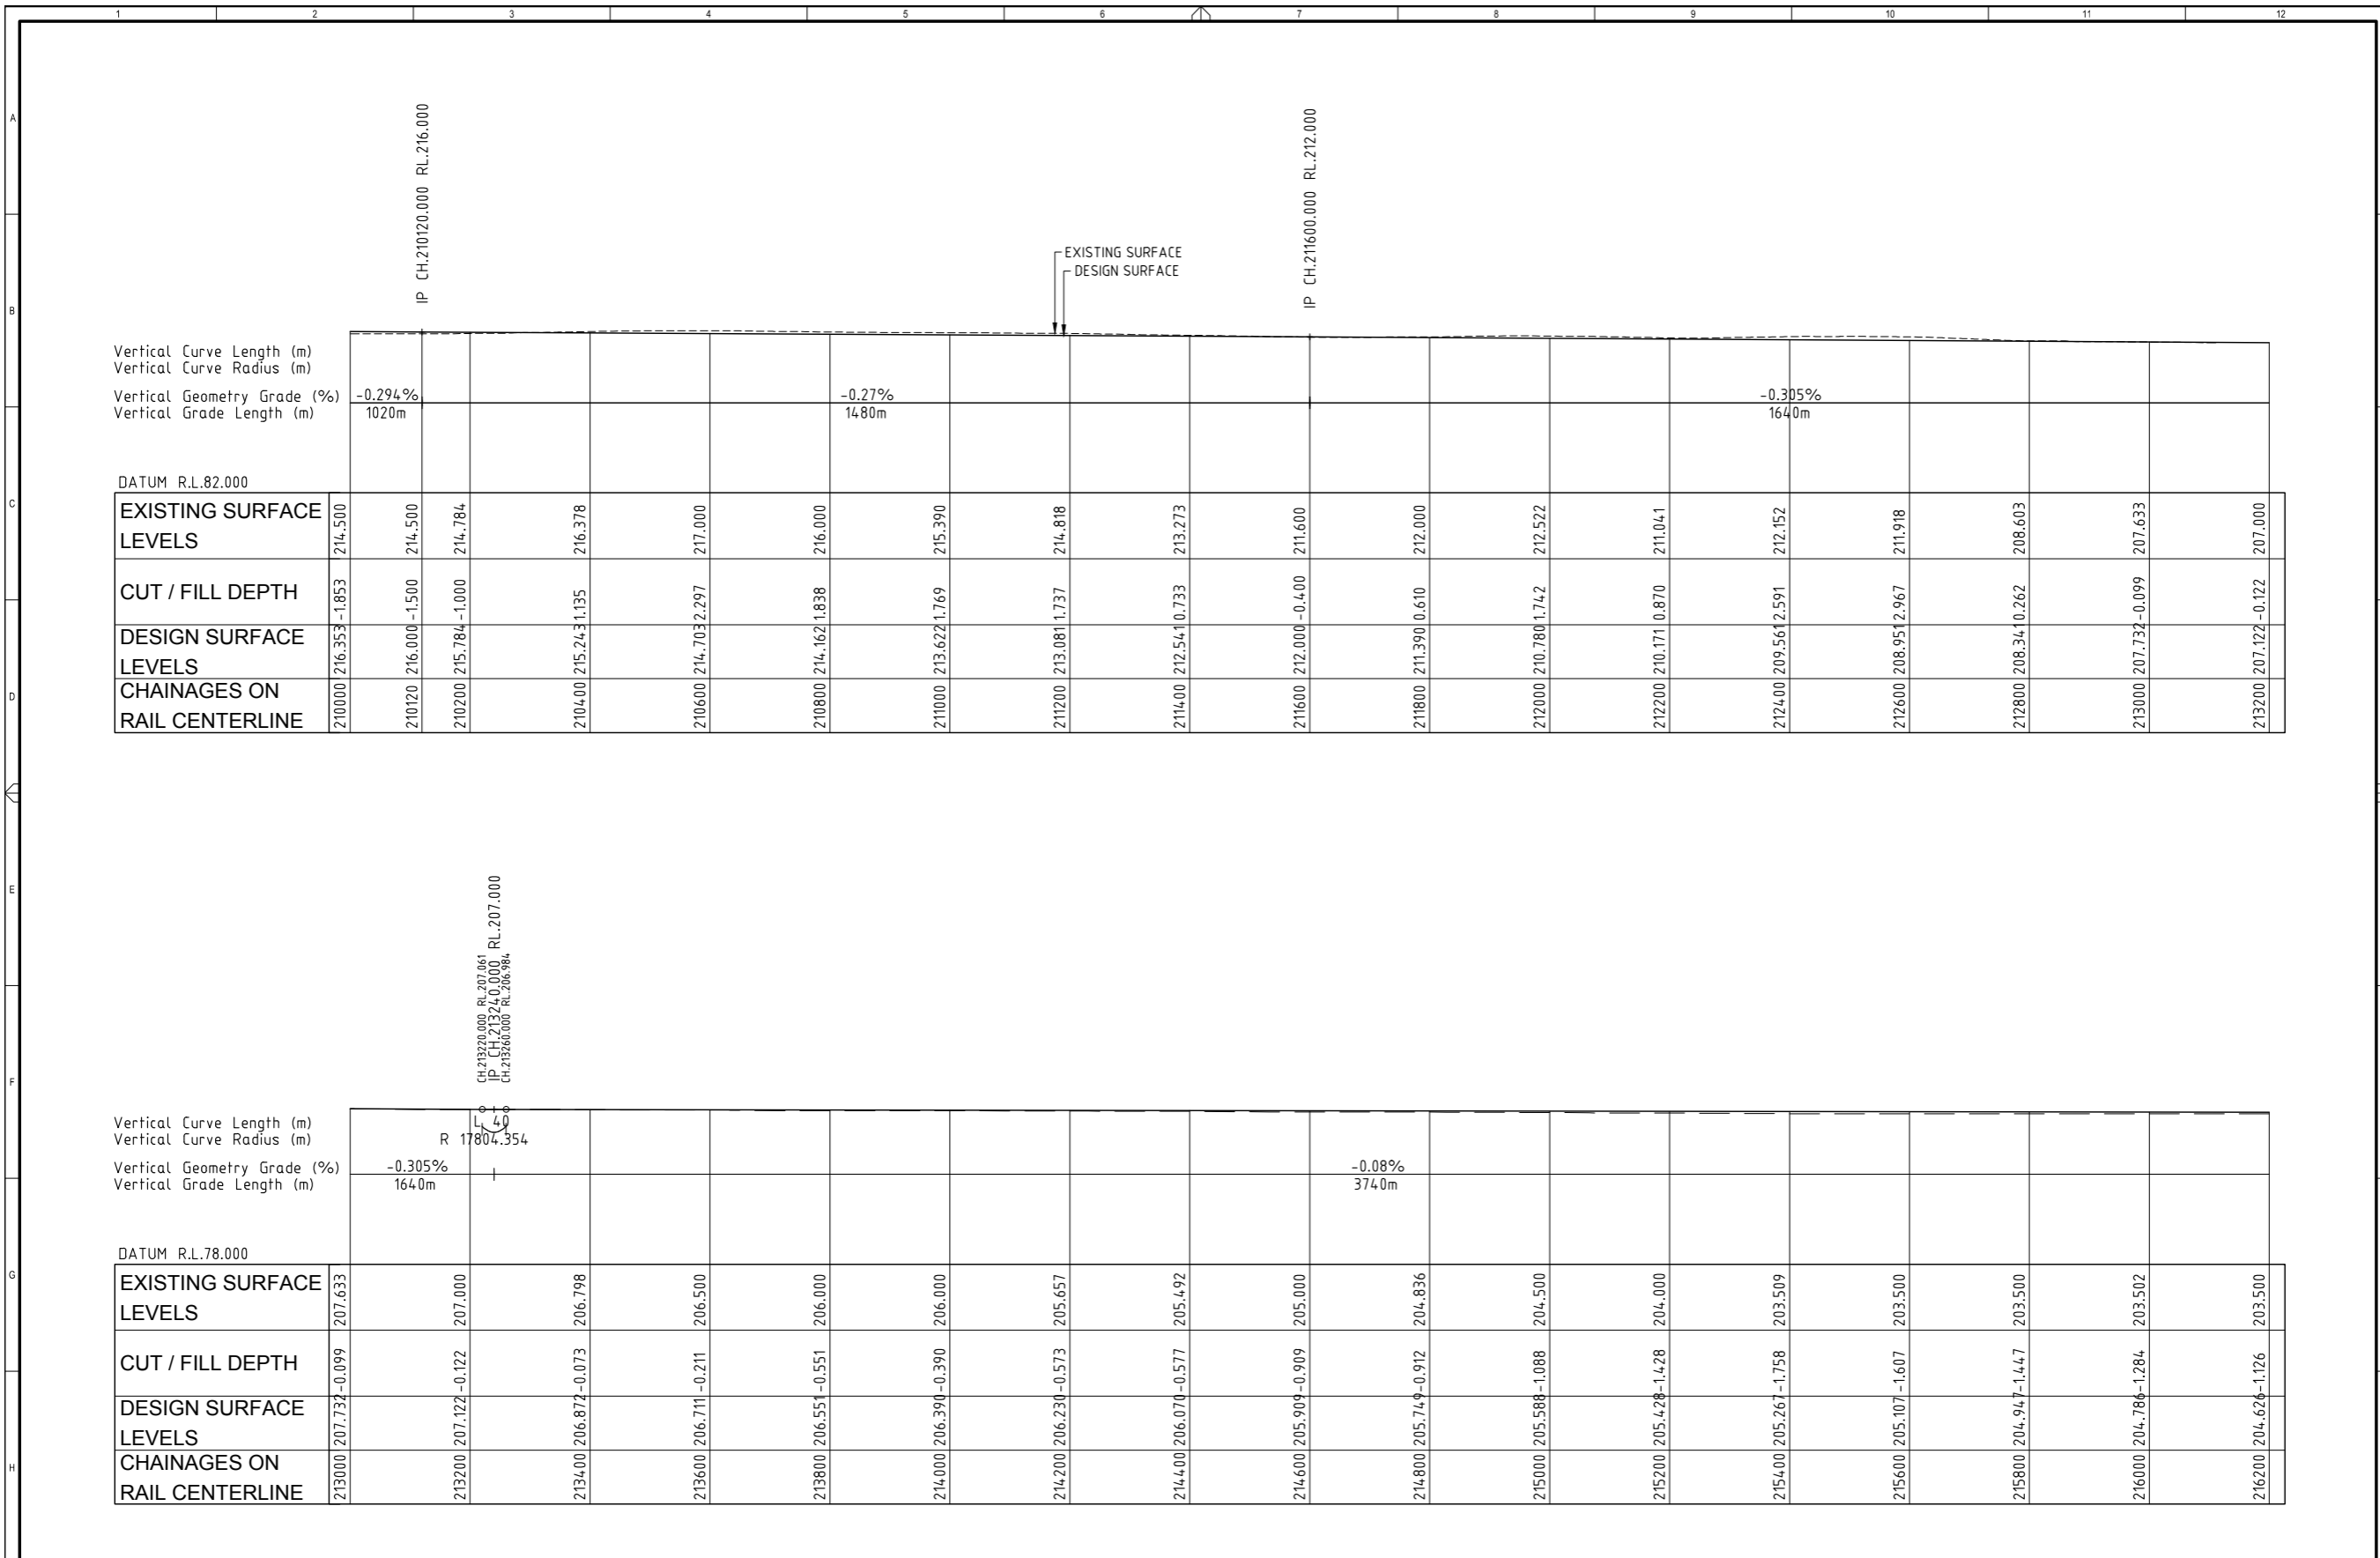 1 2 3 4 5 6 7 8 9 10 11 12
A
B
C
D
E
F
G
H
IP CH.210120.000 RL.216.000
IP CH.211600.000 RL.212.000
EXISTING SURFACE
DESIGN SURFACE
Vertical Curve Length (m)
Vertical Curve Radius (m)
Vertical Geometry Grade (%) -0.294% -0.27% -0.305%
Vertical Grade Length (m) 1020m 1480m 1640m
DATUM R.L.82.000
EXISTING SURFACE LEVELS 214.500 214.500 214.784 216.378 217.000 216.000 215.390 214.818 213.273 211.600 212.000 212.522 211.041 212.152 211.918 208.603 207.633 207.000
CUT / FILL DEPTH -1.853 -1.500 -1.000 1.135 2.297 1.838 1.769 1.737 0.733 -0.400 0.610 1.742 0.870 2.591 2.967 0.262 -0.099 -0.122
DESIGN SURFACE LEVELS 216.353 216.000 215.784 215.243 214.703 214.162 213.622 213.081 212.541 212.000 211.390 210.780 210.171 209.561 208.951 208.341 207.732 207.122
CHAINAGES ON RAIL CENTERLINE 210000 210120 210200 210400 210600 210800 211000 211200 211400 211600 211800 212000 212200 212400 212600 212800 213000 213200
CH.213220.000 RL.207.061
IP CH.213240.000 RL.207.000
CH.213260.000 RL.206.984
Vertical Curve Length (m) L 40
Vertical Curve Radius (m) R 17804.354
Vertical Geometry Grade (%) -0.305% -0.08%
Vertical Grade Length (m) 1640m 3740m
DATUM R.L.78.000
EXISTING SURFACE LEVELS 207.633 207.000 206.798 206.500 206.000 206.000 205.657 205.492 205.000 204.836 204.500 204.000 203.509 203.500 203.500 203.502 203.500
CUT / FILL DEPTH -0.099 -0.122 -0.073 -0.211 -0.551 -0.390 -0.573 -0.577 -0.909 -0.912 -1.088 -1.428 -1.758 -1.607 -1.447 -1.284 -1.126
DESIGN SURFACE LEVELS 207.732 207.122 206.872 206.711 206.551 206.390 206.230 206.070 205.909 205.749 205.588 205.428 205.267 205.107 204.947 204.786 204.626
CHAINAGES ON RAIL CENTERLINE 213000 213200 213400 213600 213800 214000 214200 214400 214600 214800 215000 215200 215400 215600 215800 216000 216200